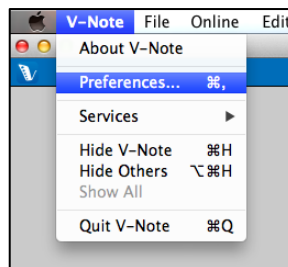 V-Note File Online Edit
About V-Note
Preferences... ⌘,
Services ▶
Hide V-Note ⌘H
Hide Others ⌥⌘H
Show All
Quit V-Note ⌘Q